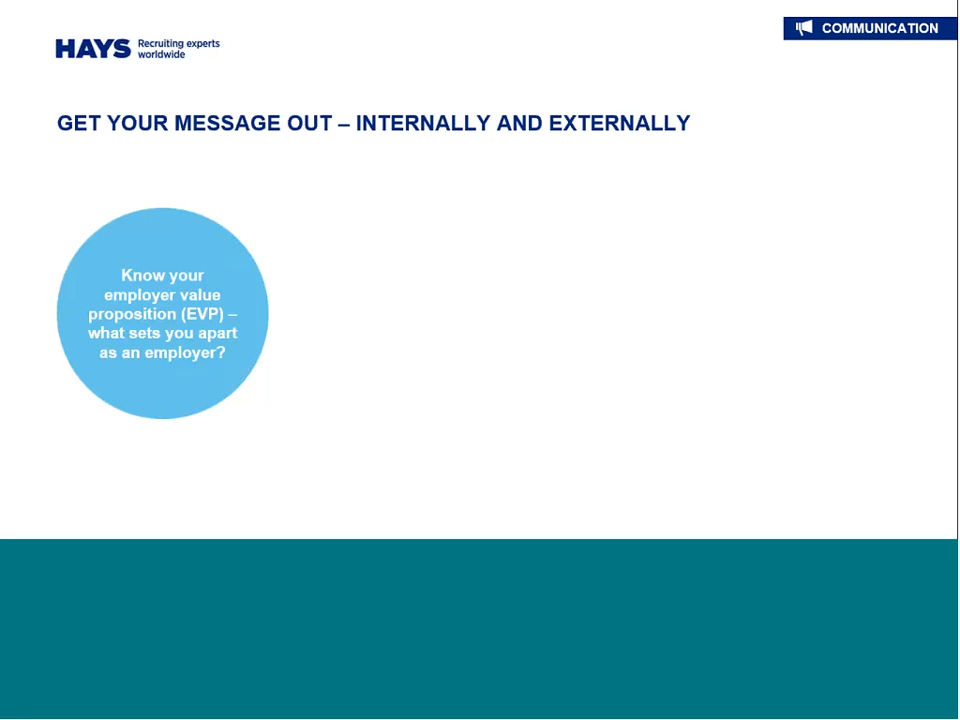 COMMUNICATION
HAYS Recruiting experts
worldwide
GET YOUR MESSAGE OUT – INTERNALLY AND EXTERNALLY
Know your
employer value
proposition (EVP) –
what sets you apart
as an employer?